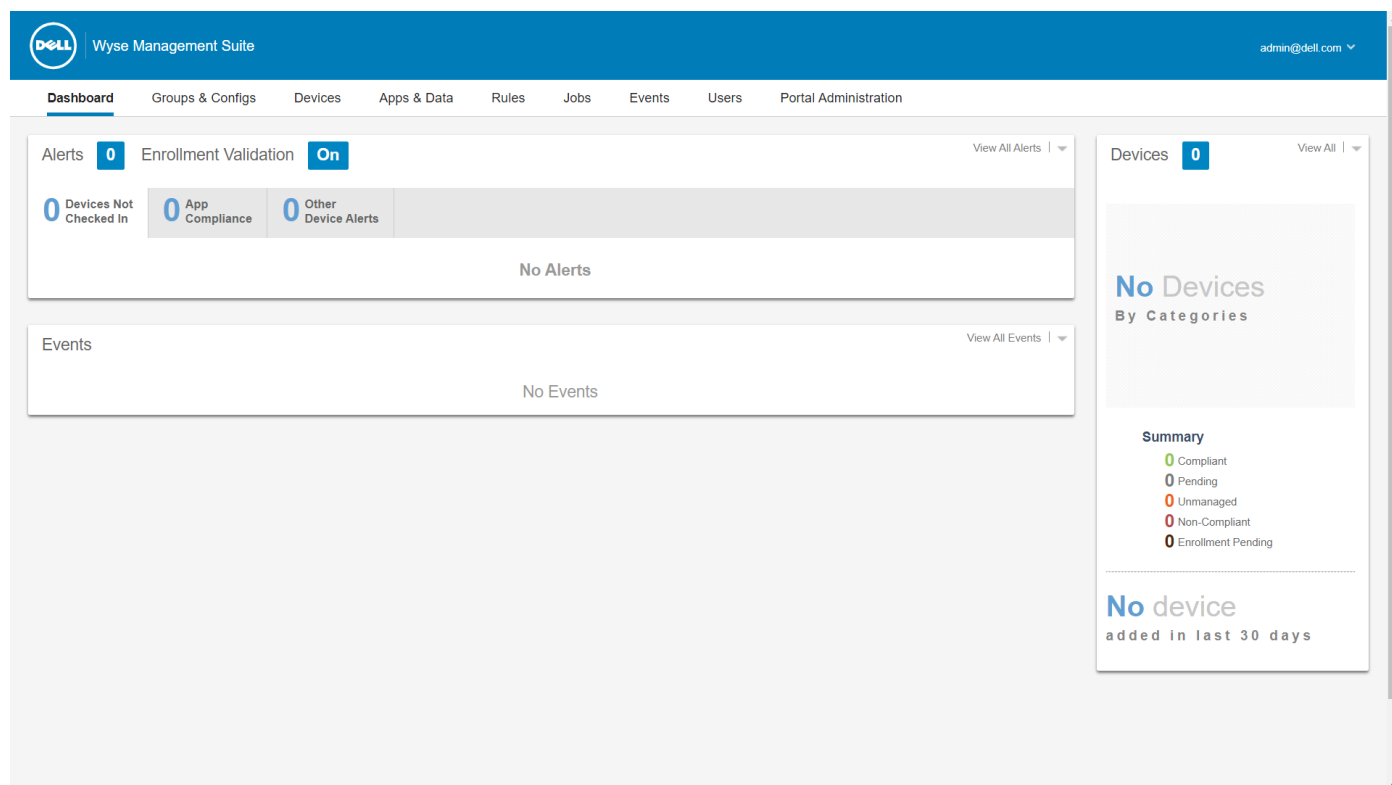 DELL
Wyse Management Suite
admin@dell.com
Dashboard Groups & Configs Devices Apps & Data Rules Jobs Events Users Portal Administration
Alerts 0 Enrollment Validation On
View All Alerts
0 Devices Not
Checked In
0 App
Compliance
0 Other
Device Alerts
No Alerts
Events
View All Events
No Events
Devices 0
View All
No Devices
By Categories
Summary
0 Compliant
0 Pending
0 Unmanaged
0 Non-Compliant
0 Enrollment Pending
No device
added in last 30 days